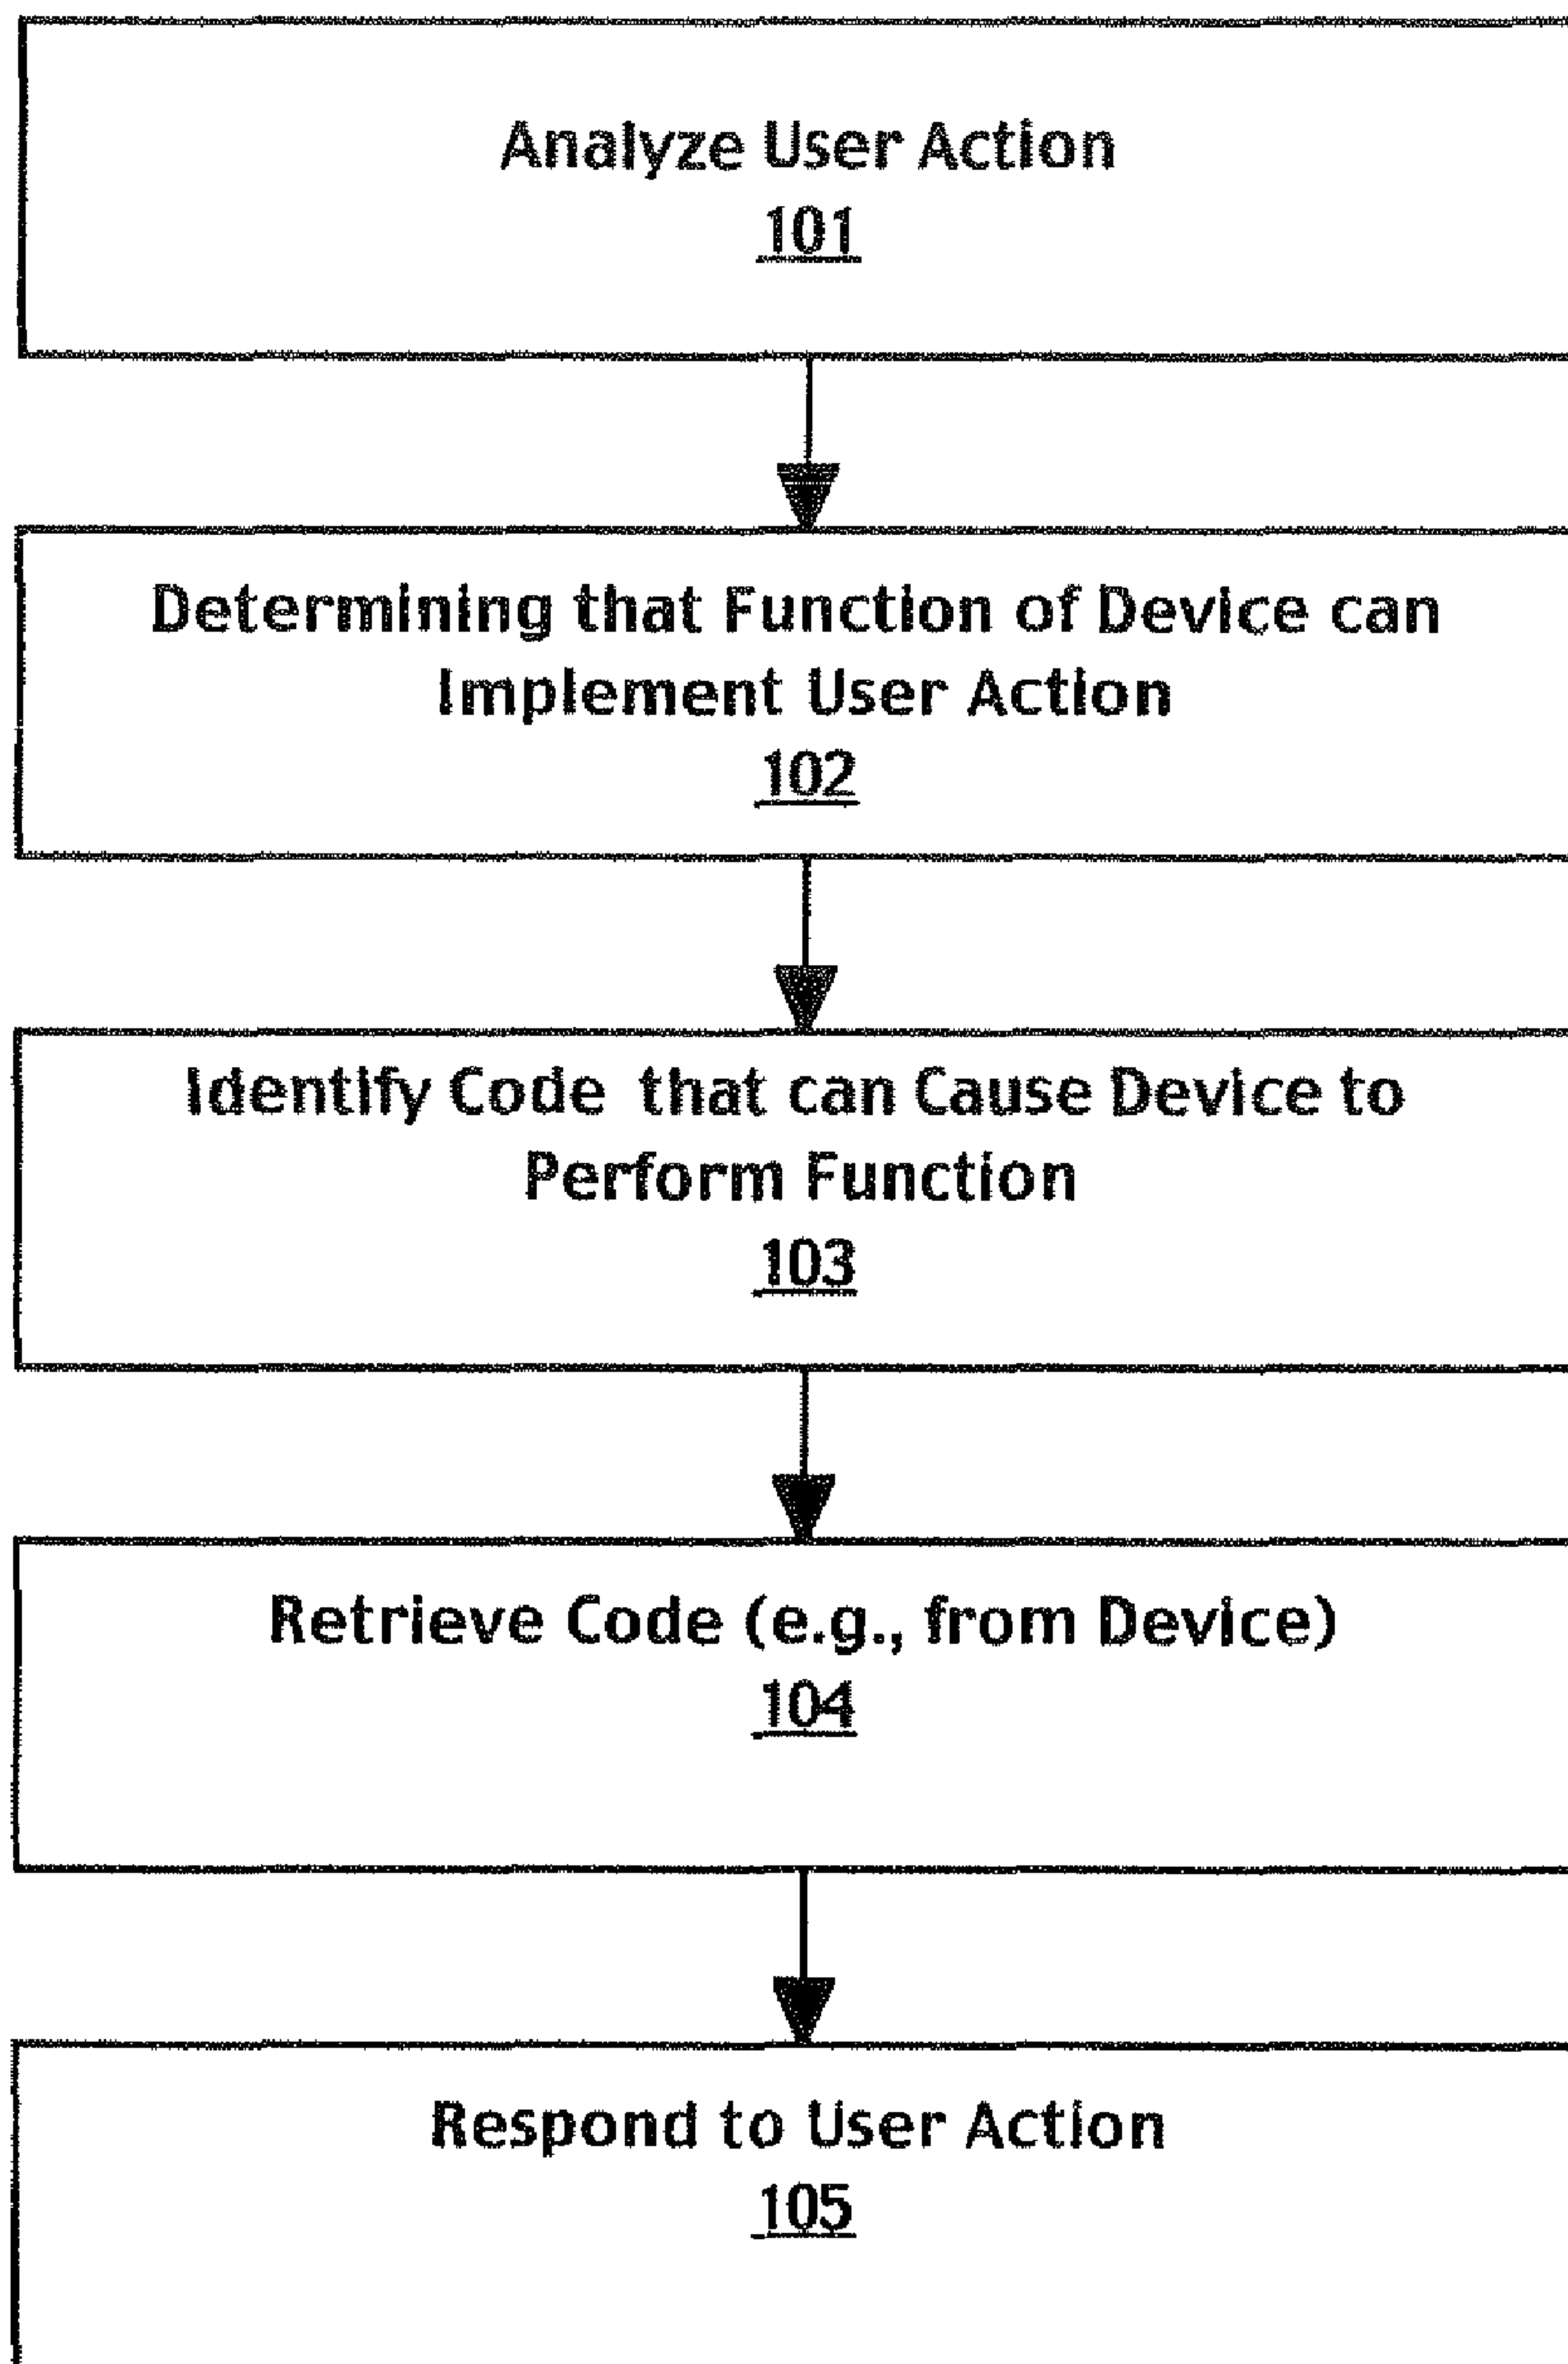 Analyze User Action
101
Determining that Function of Device can
Implement User Action
102
Identify Code that can Cause Device to
Perform Function
103
Retrieve Code (e.g., from Device)
104
Respond to User Action
105